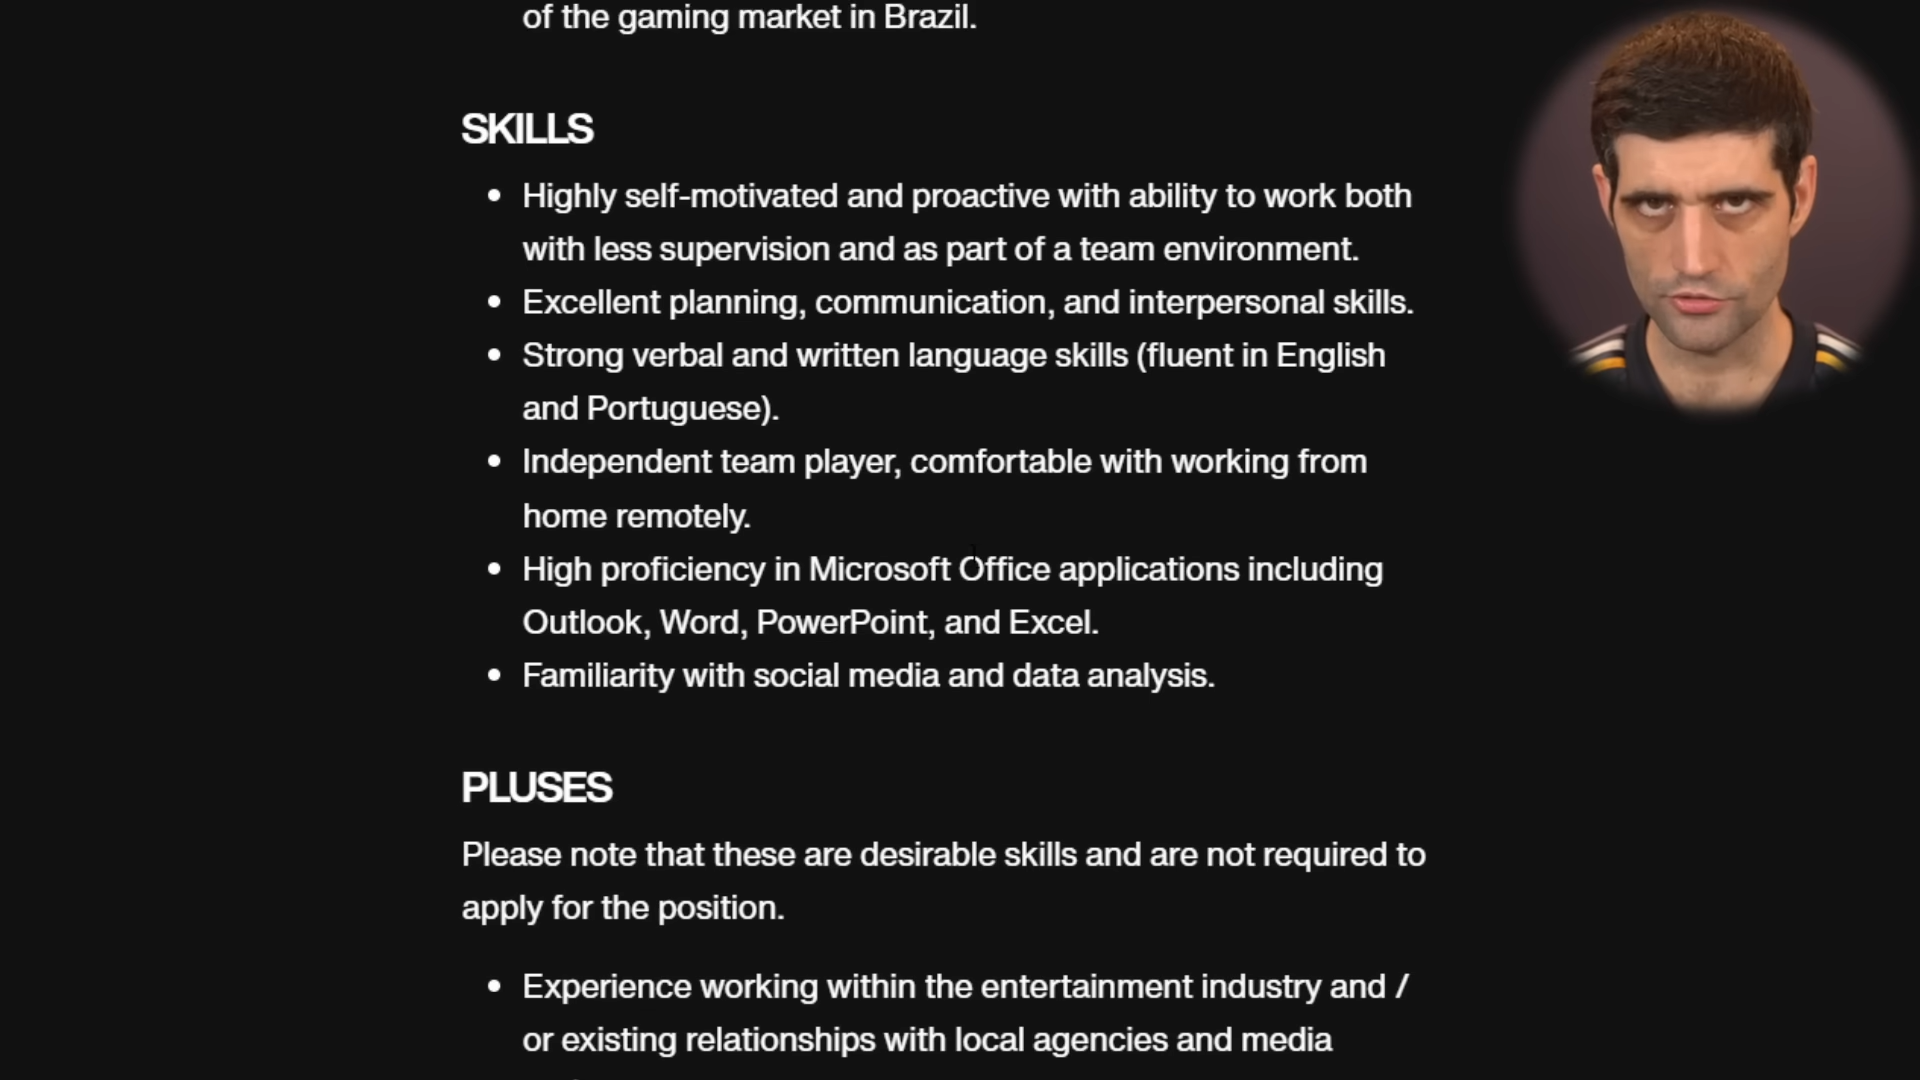 of the gaming market in Brazil.
SKILLS
• Highly self-motivated and proactive with ability to work both
with less supervision and as part of a team environment.
• Excellent planning, communication, and interpersonal skills.
• Strong verbal and written language skills (fluent in English
and Portuguese).
• Independent team player, comfortable with working from
home remotely.
• High proficiency in Microsoft Office applications including
Outlook, Word, PowerPoint, and Excel.
• Familiarity with social media and data analysis.
PLUSES
Please note that these are desirable skills and are not required to
apply for the position.
• Experience working within the entertainment industry and /
or existing relationships with local agencies and media